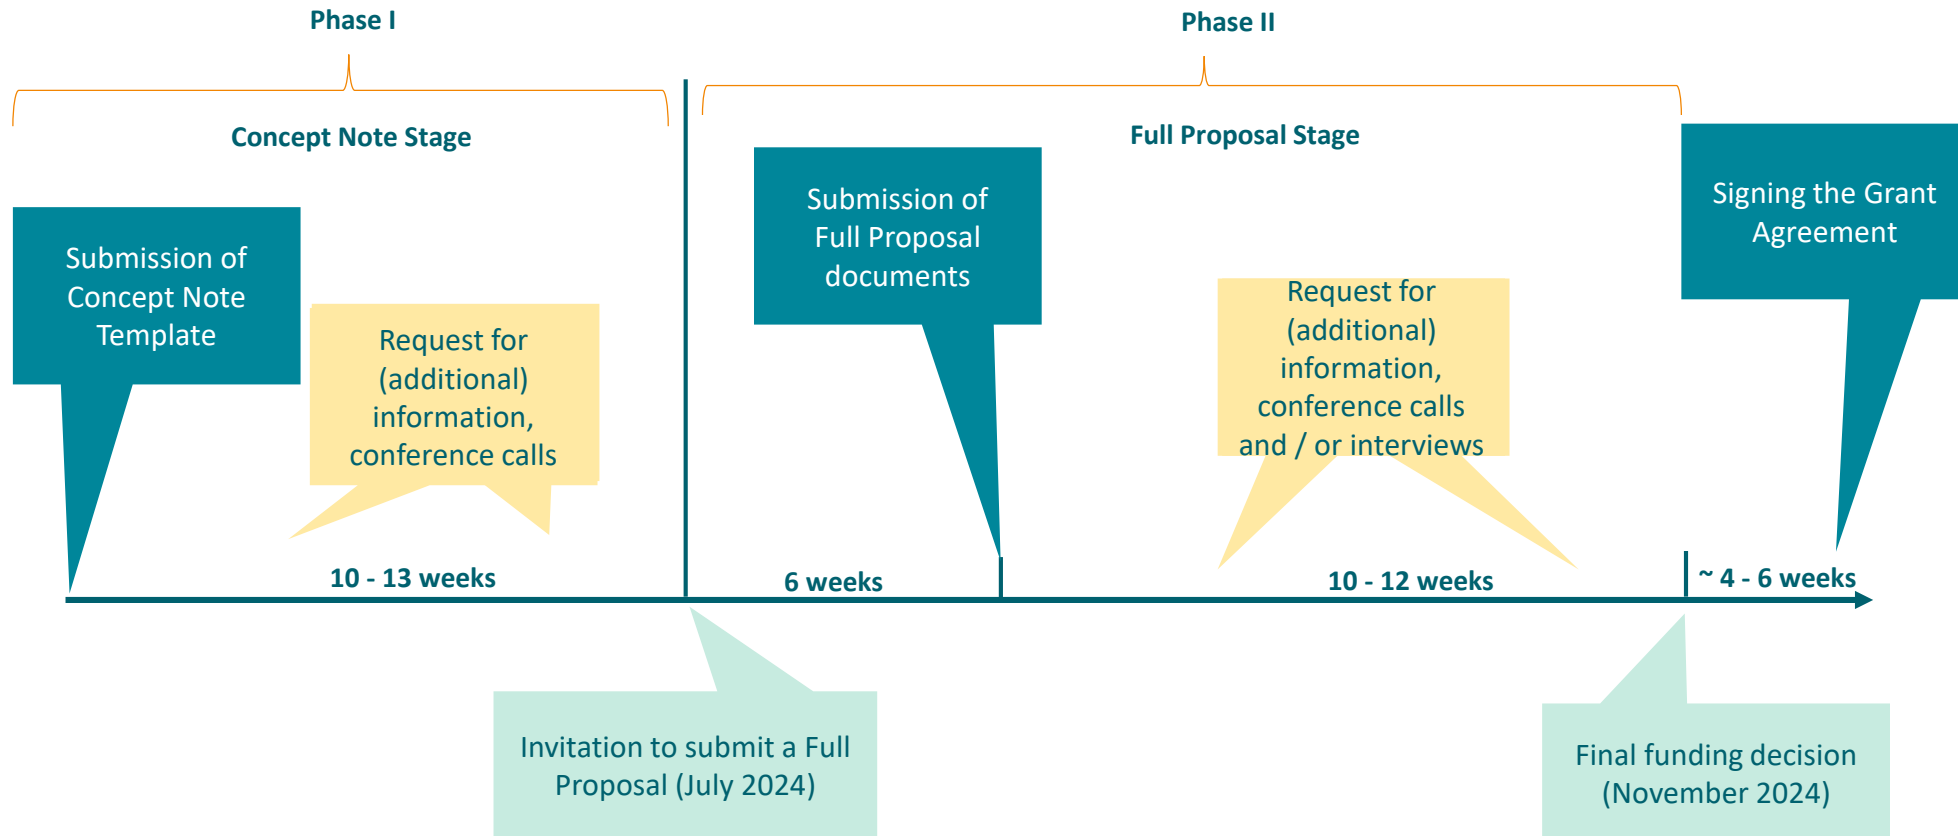 Phase I
Phase II
Concept Note Stage
Full Proposal Stage
Submission of
Concept Note
Template
Request for
(additional)
information,
conference calls
Submission of
Full Proposal
documents
Request for
(additional)
information,
conference calls
and / or interviews
Signing the Grant
Agreement
10 - 13 weeks
6 weeks
10 - 12 weeks
~ 4 - 6 weeks
Invitation to submit a Full
Proposal (July 2024)
Final funding decision
(November 2024)